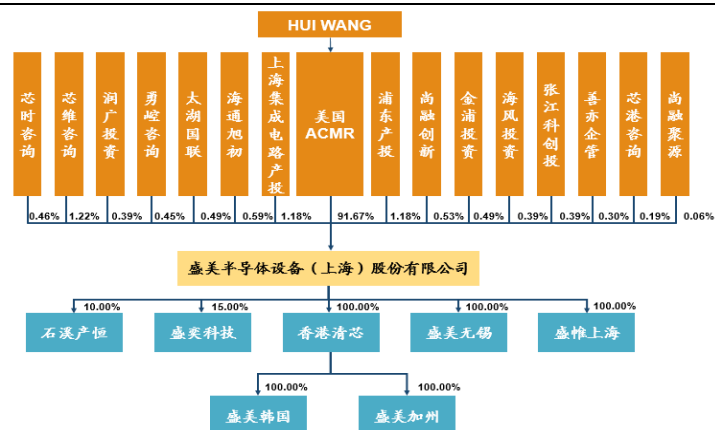 HUI WANG
芯时咨询
芯维咨询
润广投资
勇崆咨询
太湖国联
海通旭初
上海集成电路产投
美国
ACMR
浦东产投
尚融创新
金浦投资
海风投资
张江科创投
善亦企管
芯港咨询
尚融聚源
0.46%
1.22%
0.39%
0.45%
0.49%
0.59%
1.18%
91.67%
1.18%
0.53%
0.49%
0.39%
0.39%
0.30%
0.19%
0.06%
盛美半导体设备（上海）股份有限公司
10.00%
15.00%
100.00%
100.00%
100.00%
石溪产恒
盛奕科技
香港清芯
盛美无锡
盛帷上海
100.00%
100.00%
盛美韩国
盛美加州